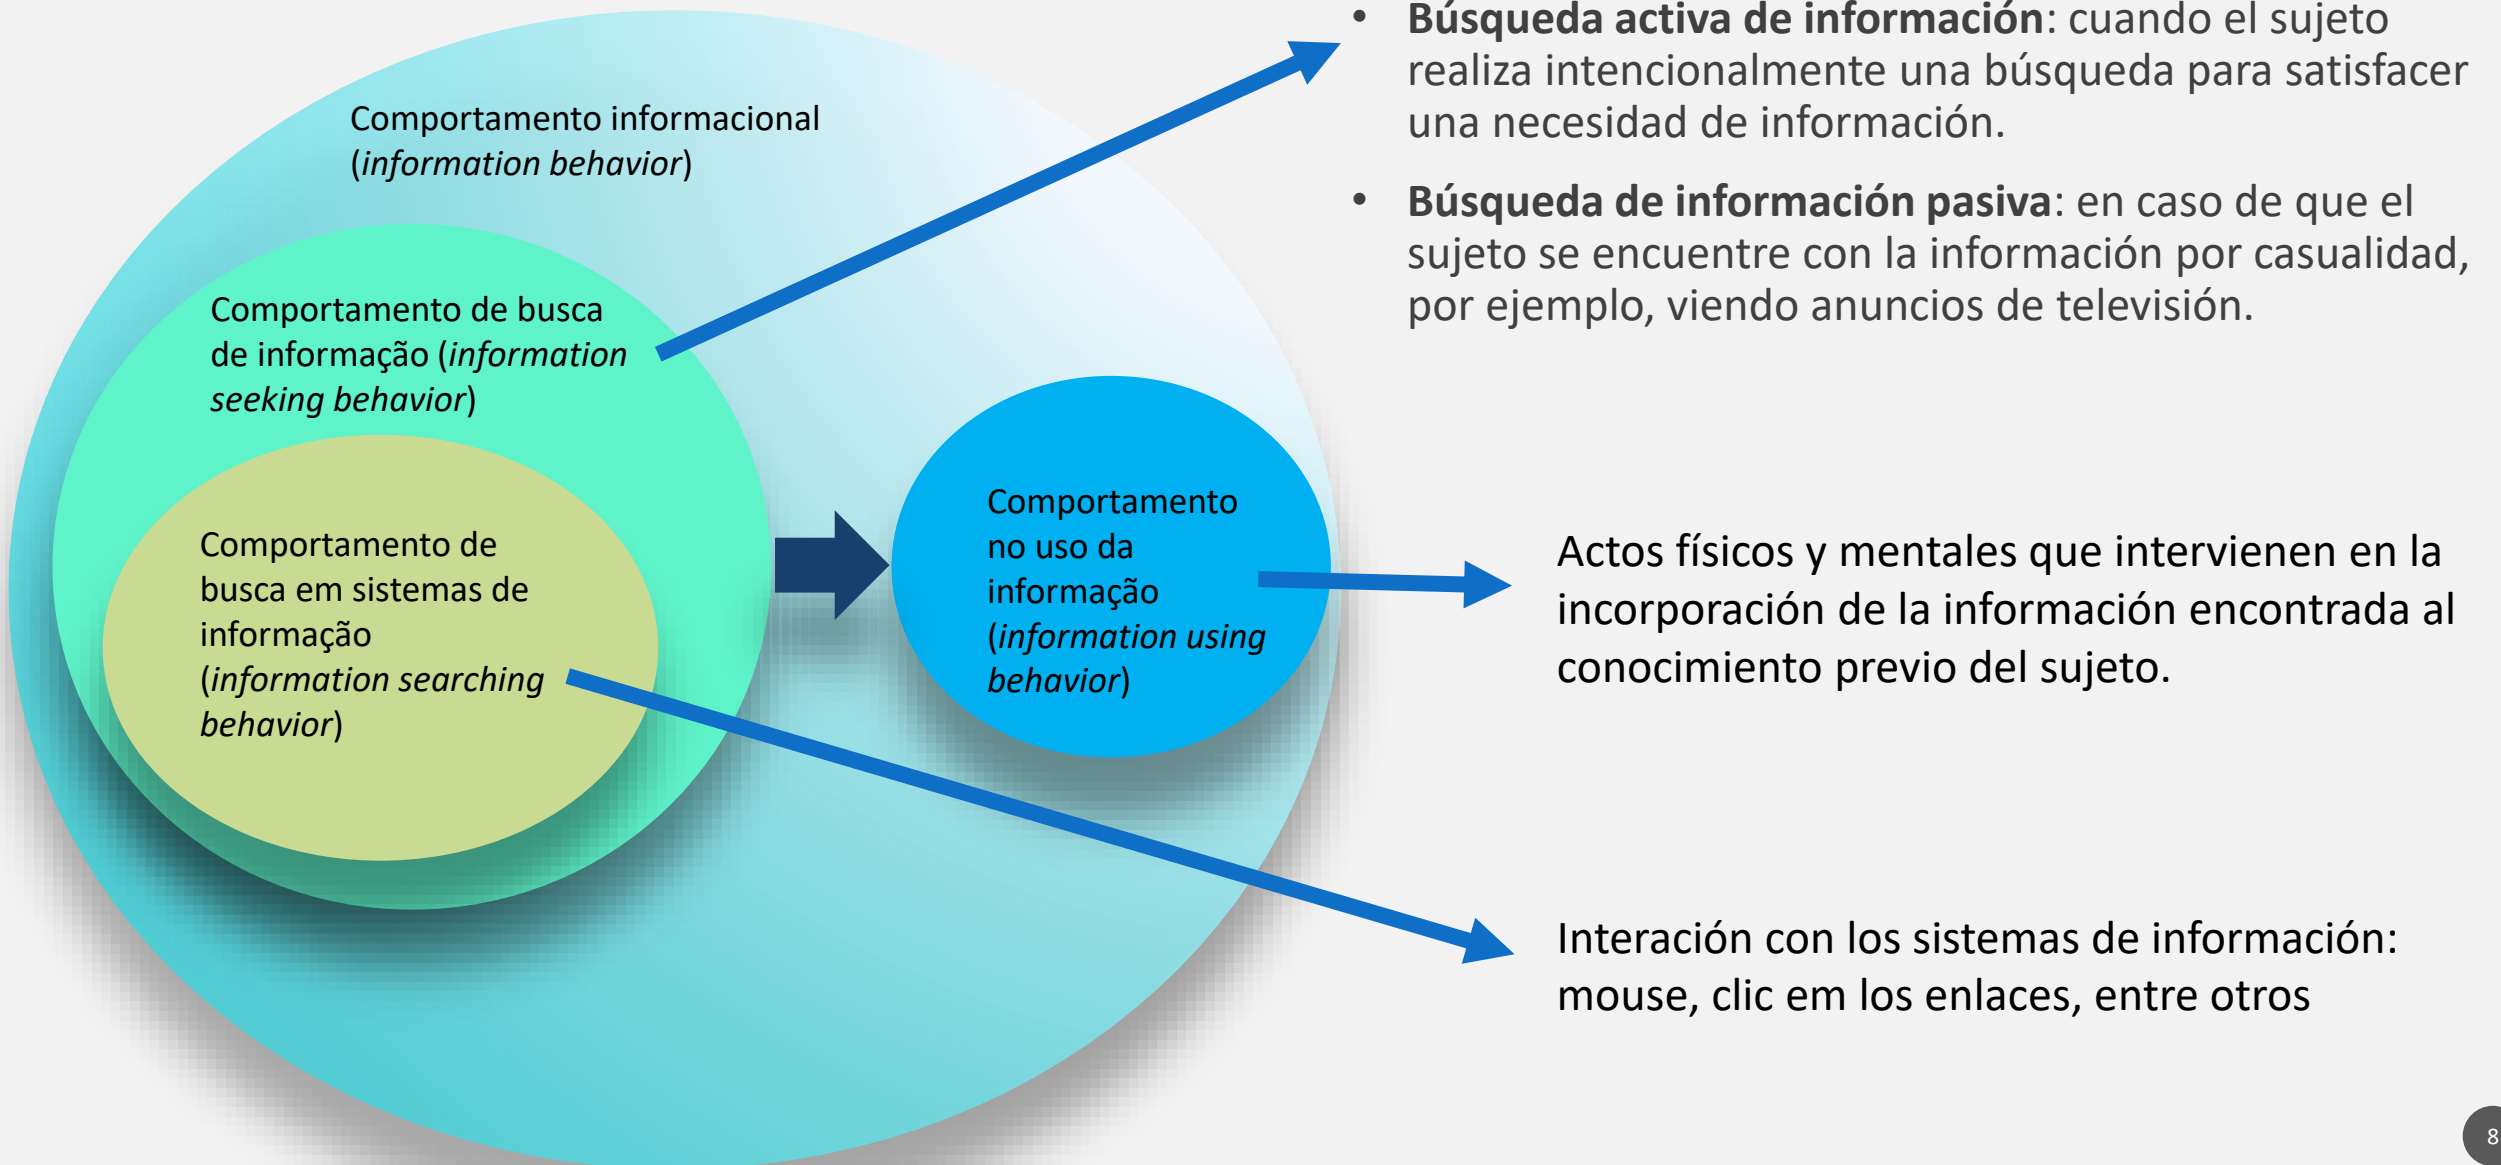 Comportamento informacional
(information behavior)
Comportamento de busca
de informação (information
seeking behavior)
Comportamento de
busca em sistemas de
informação
(information searching
behavior)
Comportamento
no uso da
informação
(information using
behavior)
• Búsqueda activa de información: cuando el sujeto
realiza intencionalmente una búsqueda para satisfacer
una necesidad de información.
• Búsqueda de información pasiva: en caso de que el
sujeto se encuentre con la información por casualidad,
por ejemplo, viendo anuncios de televisión.
Actos físicos y mentales que intervienen en la
incorporación de la información encontrada al
conocimiento previo del sujeto.
Interación con los sistemas de información:
mouse, clic em los enlaces, entre otros
8